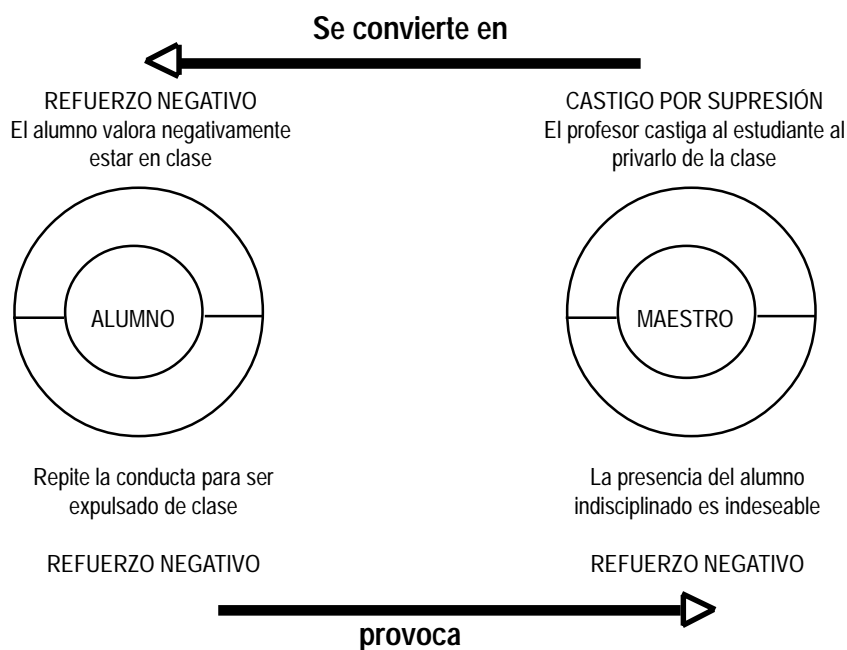 Se convierte en
REFUERZO NEGATIVO
El alumno valora negativamente
estar en clase
CASTIGO POR SUPRESIÓN
El profesor castiga al estudiante al
privarlo de la clase
ALUMNO
MAESTRO
Repite la conducta para ser
expulsado de clase
La presencia del alumno
indisciplinado es indeseable
REFUERZO NEGATIVO
REFUERZO NEGATIVO
provoca